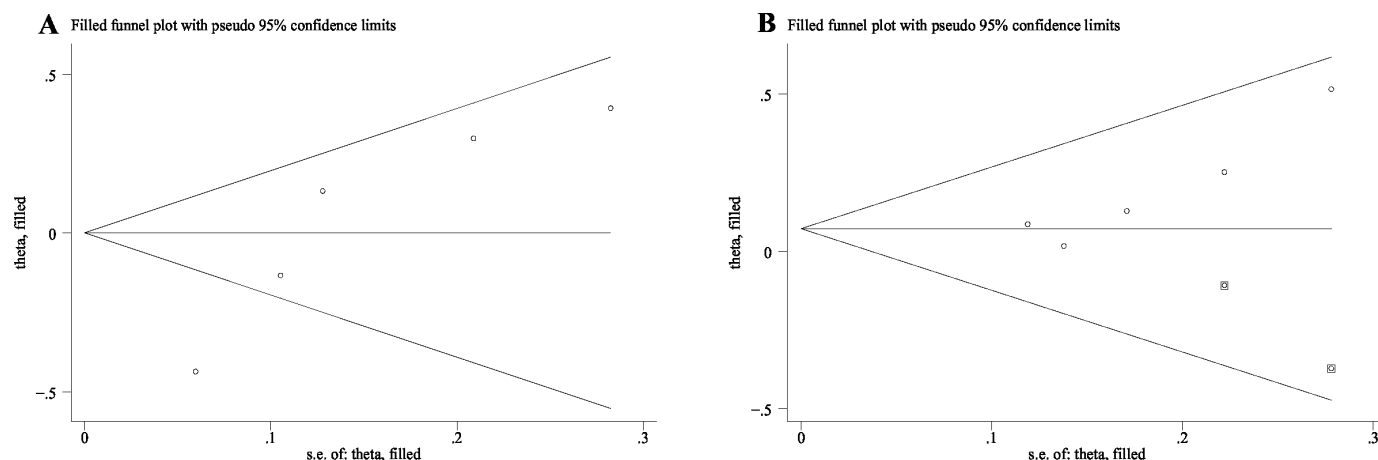 A Filled funnel plot with pseudo 95% confidence limits
.5
0
−.5
theta, filled
0 .1 .2 .3
s.e. of: theta, filled
B Filled funnel plot with pseudo 95% confidence limits
.5
0
−.5
theta, filled
0 .1 .2 .3
s.e. of: theta, filled